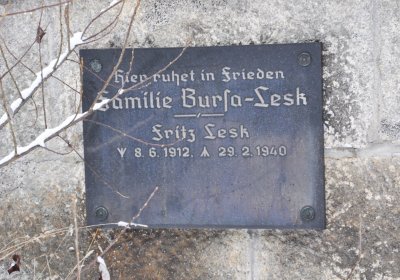 Hier ruhet in Frieden
Familie Burſa-Lesk
Fritz Lesk
ᛉ 8.6.1912, ᛣ 29.2.1940